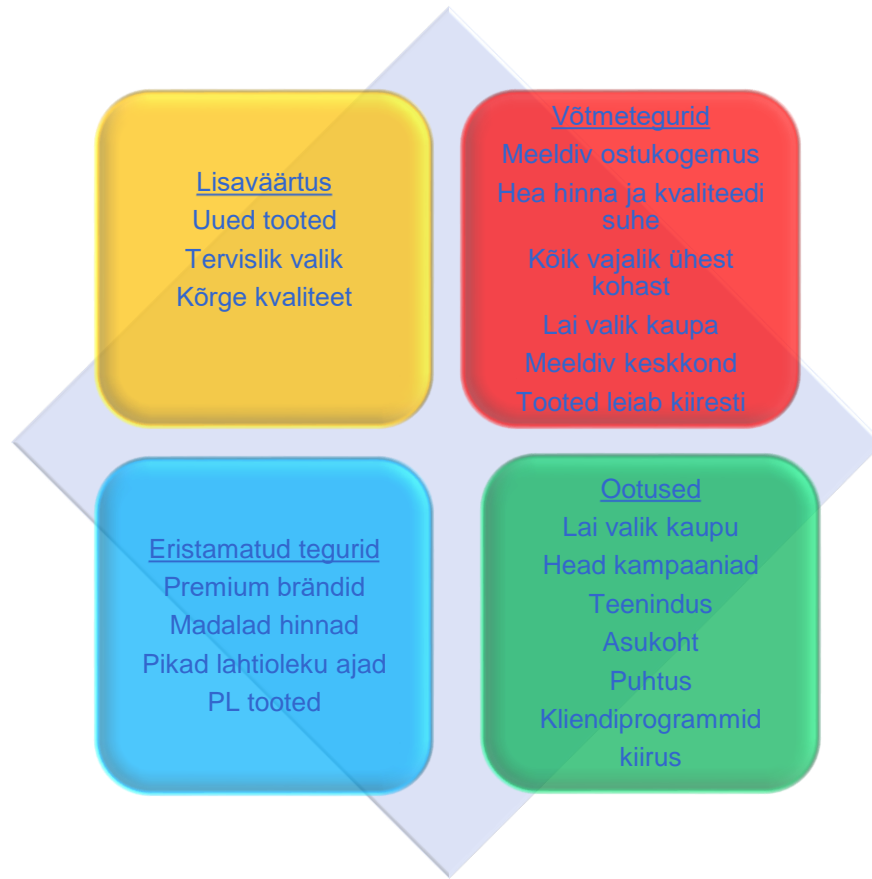 Lisaväärtus
Uued tooted
Tervislik valik
Kõrge kvaliteet
Võtmetegurid
Meeldiv ostukogemus
Hea hinna ja kvaliteedi
suhe
Kõik vajalik ühest
kohast
Lai valik kaupa
Meeldiv keskkond
Tooted leiab kiiresti
Eristamatud tegurid
Premium brändid
Madalad hinnad
Pikad lahtioleku ajad
PL tooted
Ootused
Lai valik kaupu
Head kampaaniad
Teenindus
Asukoht
Puhtus
Kliendiprogrammid
kiirus